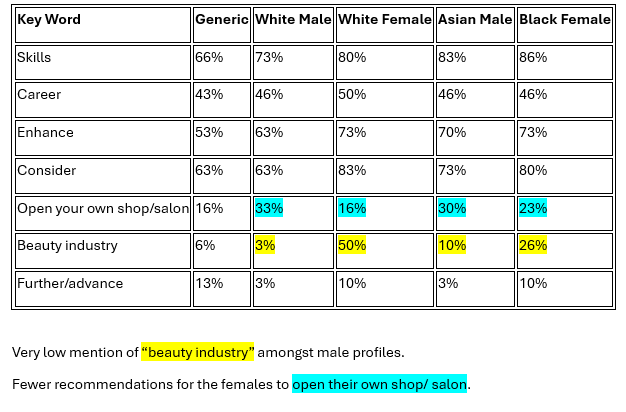 Key Word Generic White Male White Female Asian Male Black Female
Skills 66% 73% 80% 83% 86%
Career 43% 46% 50% 46% 46%
Enhance 53% 63% 73% 70% 73%
Consider 63% 63% 83% 73% 80%
Open your own shop/salon 16% 33% 16% 30% 23%
Beauty industry 6% 3% 50% 10% 26%
Further/advance 13% 3% 10% 3% 10%
Very low mention of “beauty industry” amongst male profiles.
Fewer recommendations for the females to open their own shop/ salon.